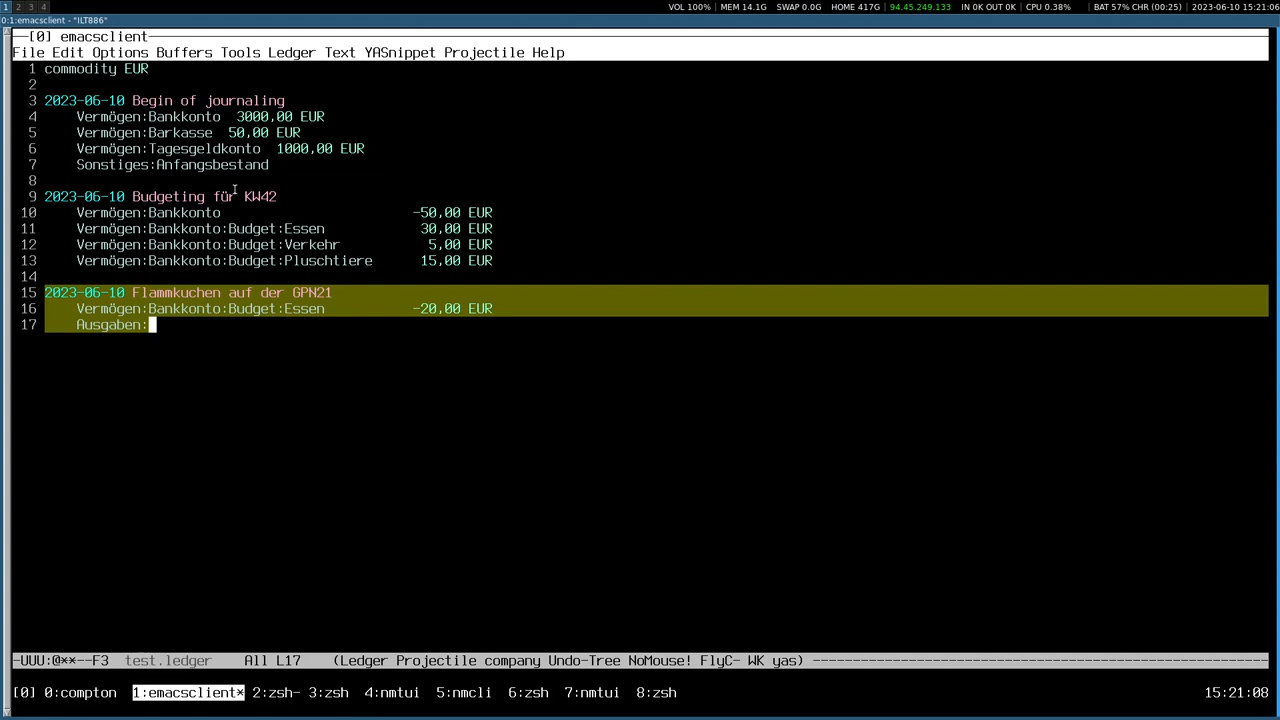 1 2 3 4 VOL 100% | MEM 14.1G SWAP 0.0G HOME 417G | 94.45.249.133 | IN 0K OUT 0K | CPU 0.38% | BAT 57% CHR (00:25) | 2023-06-10 15:21:06
0:1:emacsclient - "ILT886"
[0] emacsclient
File Edit Options Buffers Tools Ledger Text YASnippet Projectile Help
1 commodity EUR
2
3 2023-06-10 Begin of journaling
4 Vermögen:Bankkonto 3000,00 EUR
5 Vermögen:Barkasse 50,00 EUR
6 Vermögen:Tagesgeldkonto 1000,00 EUR
7 Sonstiges:Anfangsbestand
8
9 2023-06-10 Budgeting für KW42
10 Vermögen:Bankkonto -50,00 EUR
11 Vermögen:Bankkonto:Budget:Essen 30,00 EUR
12 Vermögen:Bankkonto:Budget:Verkehr 5,00 EUR
13 Vermögen:Bankkonto:Budget:Pluschtiere 15,00 EUR
14
15 2023-06-10 Flammkuchen auf der GPN21
16 Vermögen:Bankkonto:Budget:Essen -20,00 EUR
17 Ausgaben:
-UUU:@**--F3 test.ledger All L17 (Ledger Projectile company Undo-Tree NoMouse! FlyC- WK yas)
[0] 0:compton 1:emacsclient* 2:zsh- 3:zsh 4:nmtui 5:nmcli 6:zsh 7:nmtui 8:zsh 15:21:08